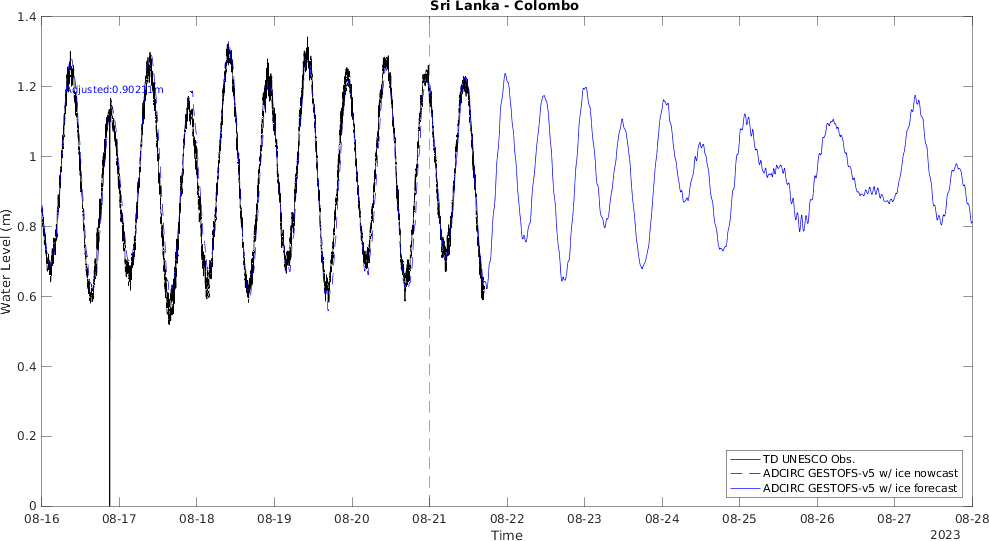 Sri Lanka - Colombo
Water Level (m)
1.4
1.2
1
0.8
0.6
0.4
0.2
0
Adjusted:0.90211m
TD UNESCO Obs.
ADCIRC GESTOFS-v5 w/ ice nowcast
ADCIRC GESTOFS-v5 w/ ice forecast
08-16 08-17 08-18 08-19 08-20 08-21 08-22 08-23 08-24 08-25 08-26 08-27 08-28
Time
2023